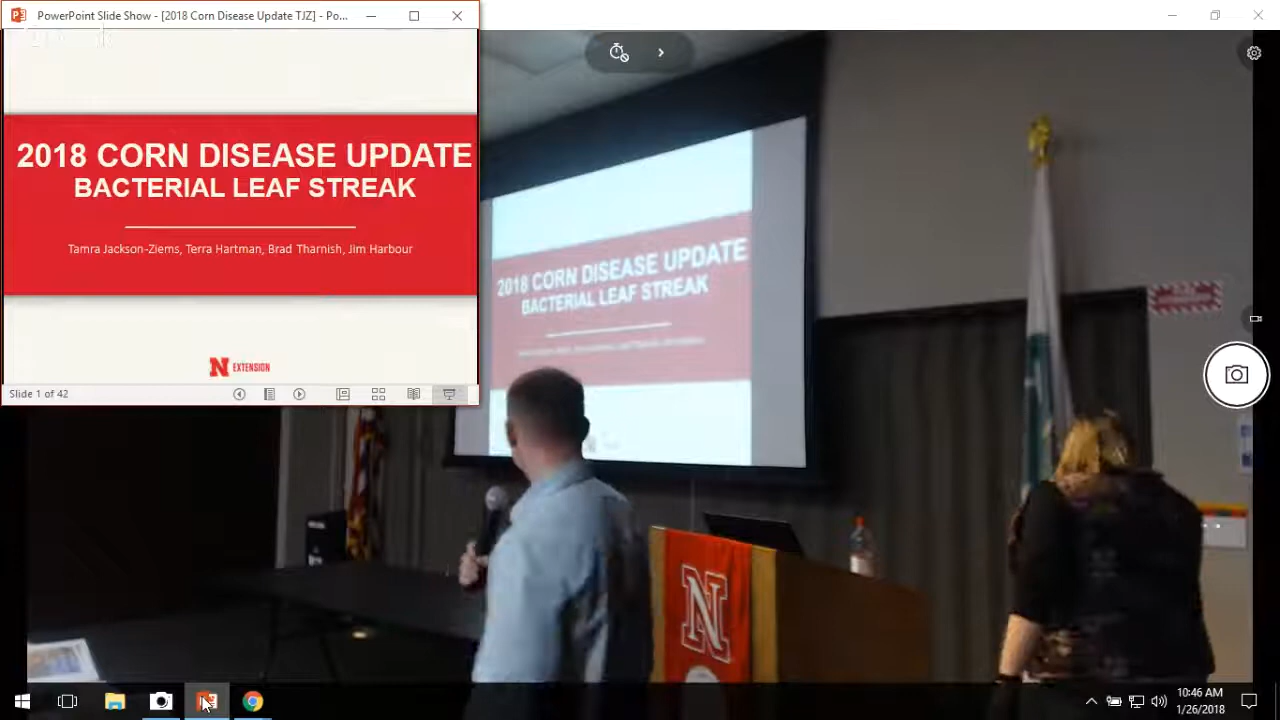 PowerPoint Slide Show - [2018 Corn Disease Update TJZ] - Po...
2018 CORN DISEASE UPDATE
BACTERIAL LEAF STREAK
Tamra Jackson-Ziems, Terra Hartman, Brad Tharnish, Jim Harbour
N EXTENSION
Slide 1 of 42
2018 CORN DISEASE UPDATE
BACTERIAL LEAF STREAK
N
10:46 AM
1/26/2018